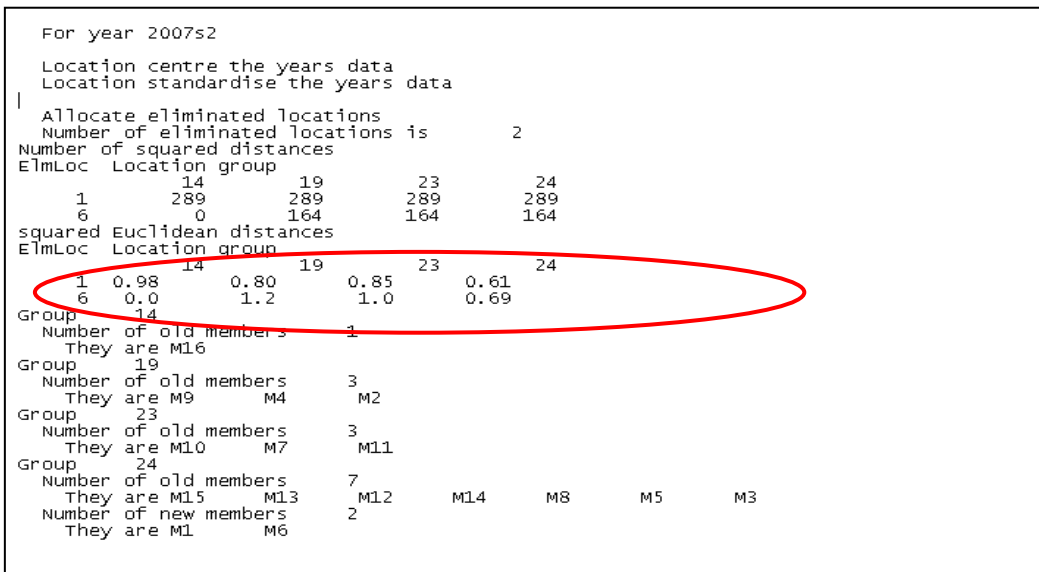 For year 2007s2
Location centre the years data
Location standardise the years data
Allocate eliminated locations
Number of eliminated locations is 2
Number of squared distances
ElmLoc Location group
14 19 23 24
1 289 289 289 289
6 0 164 164 164
squared Euclidean distances
ElmLoc Location group
14 19 23 24
1 0.98 0.80 0.85 0.61
6 0.0 1.2 1.0 0.69
Group 14
Number of old members 1
They are M16
Group 19
Number of old members 3
They are M9 M4 M2
Group 23
Number of old members 3
They are M10 M7 M11
Group 24
Number of old members 7
They are M15 M13 M12 M14 M8 M5 M3
Number of new members 2
They are M1 M6